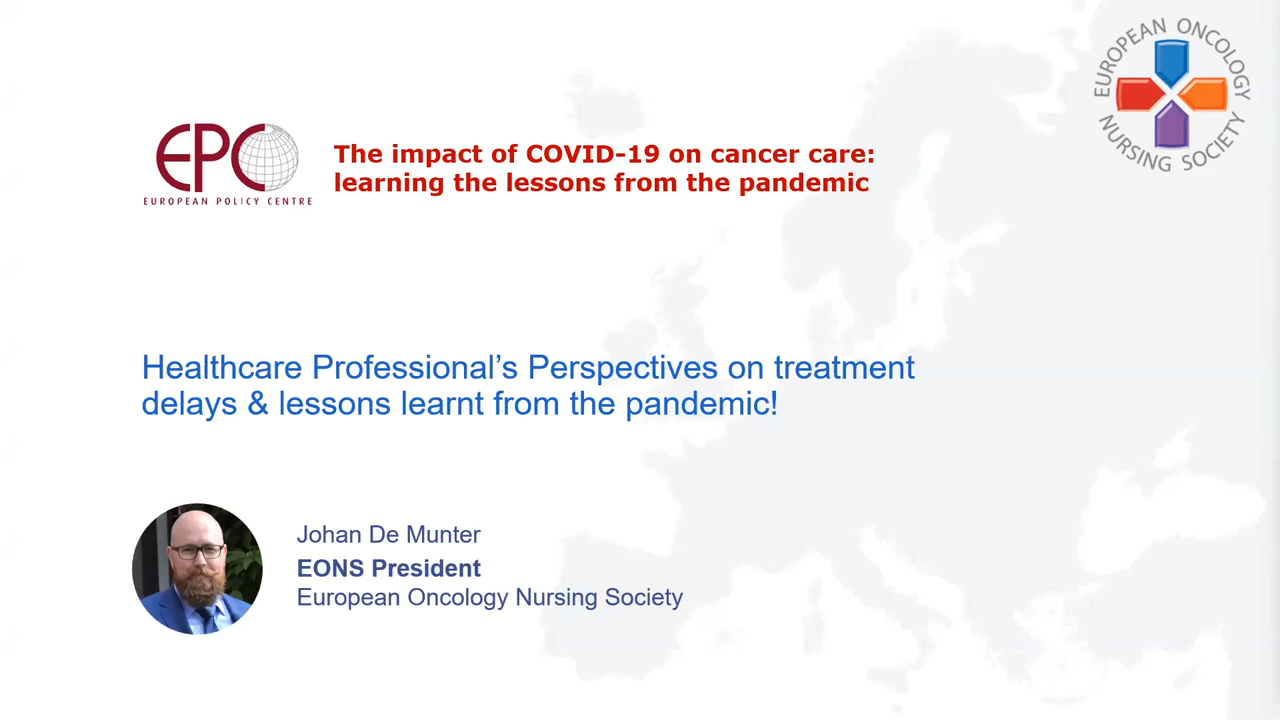 EPC
EUROPEAN POLICY CENTRE
The impact of COVID-19 on cancer care:
learning the lessons from the pandemic
EUROPEAN ONCOLOGY
NURSING SOCIETY
Healthcare Professional’s Perspectives on treatment
delays & lessons learnt from the pandemic!
Johan De Munter
EONS President
European Oncology Nursing Society